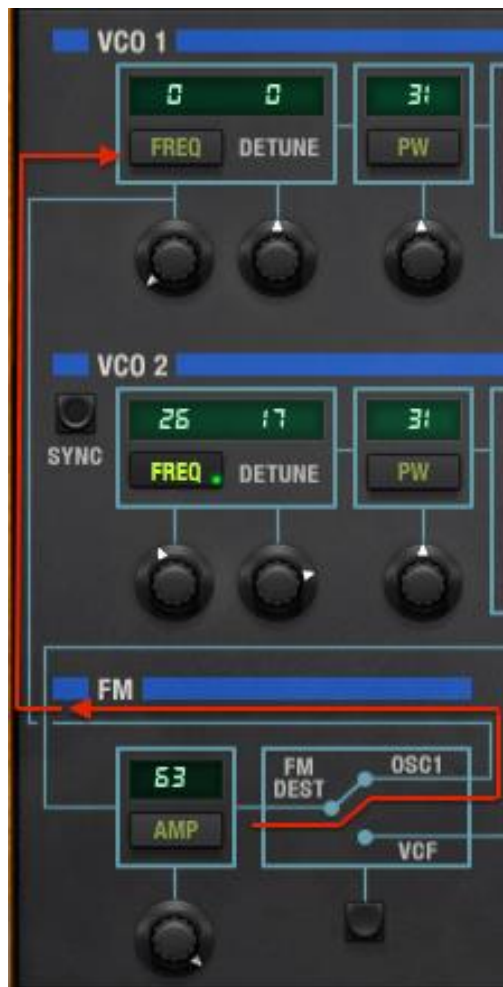 VCO 1
0 0 31
FREQ DETUNE PW
VCO 2
26 17 31
SYNC FREQ DETUNE PW
FM
63 FM DEST OSC1
AMP VCF